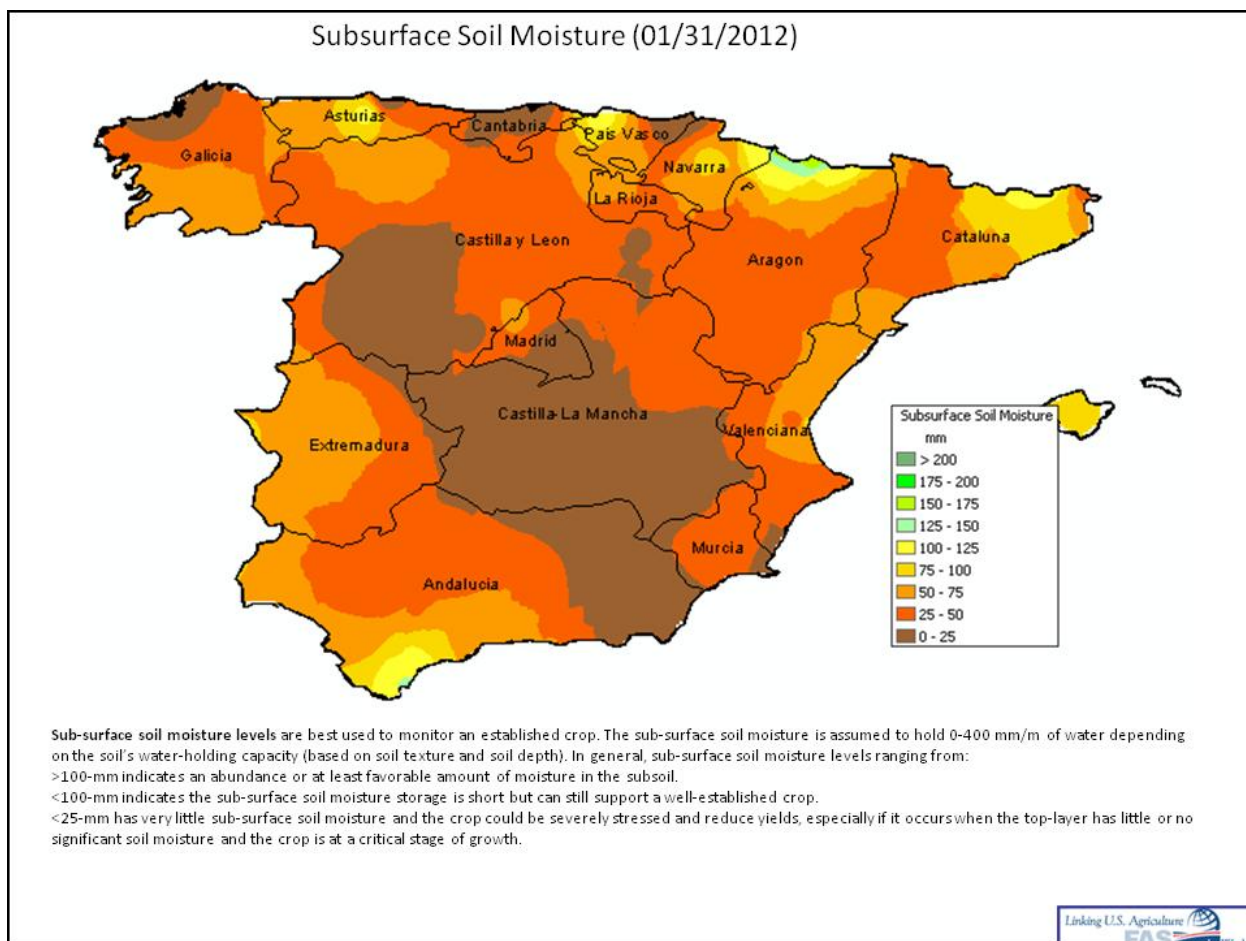 Subsurface Soil Moisture (01/31/2012)
Asturias
Cantabria
Pais Vasco
Galicia
Navarra
La Rioja
Castilla y Leon
Aragon
Cataluna
Madrid
Castilla-La Mancha
Valenciana
Extremadura
Murcia
Andalucia
Subsurface Soil Moisture
mm
> 200
175 - 200
150 - 175
125 - 150
100 - 125
75 - 100
50 - 75
25 - 50
0 - 25
Sub-surface soil moisture levels are best used to monitor an established crop. The sub-surface soil moisture is assumed to hold 0-400 mm/m of water depending
on the soil's water-holding capacity (based on soil texture and soil depth). In general, sub-surface soil moisture levels ranging from:
>100-mm indicates an abundance or at least favorable amount of moisture in the subsoil.
<100-mm indicates the sub-surface soil moisture storage is short but can still support a well-established crop.
<25-mm has very little sub-surface soil moisture and the crop could be severely stressed and reduce yields, especially if it occurs when the top-layer has little or no
significant soil moisture and the crop is at a critical stage of growth.
Linking U.S. Agriculture
FAS